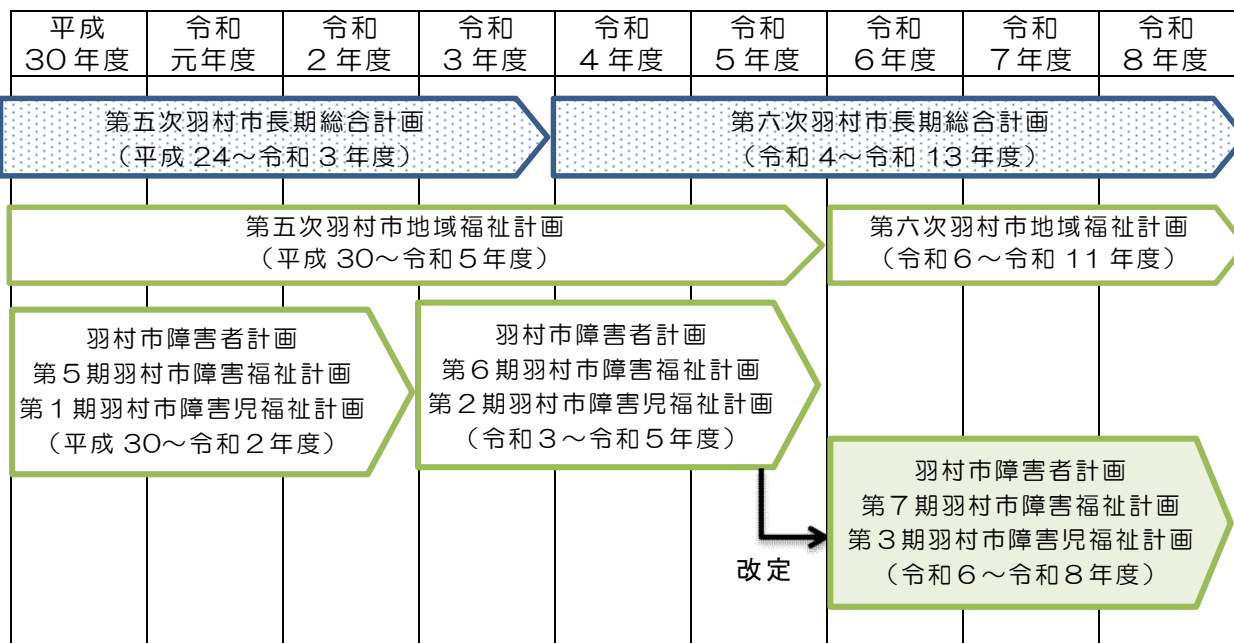 平成 令和 令和 令和 令和 令和 令和 令和 令和
30年度 元年度 2年度 3年度 4年度 5年度 6年度 7年度 8年度
第五次羽村市長期総合計画
（平成 24～令和 3 年度）
第六次羽村市長期総合計画
（令和 4～令和 13 年度）
第五次羽村市地域福祉計画
（平成 30～令和5年度）
第六次羽村市地域福祉計画
（令和6～令和 11 年度）
羽村市障害者計画
第5期羽村市障害福祉計画
第1期羽村市障害児福祉計画
（平成 30～令和2年度）
羽村市障害者計画
第6期羽村市障害福祉計画
第2期羽村市障害児福祉計画
（令和3～令和5年度）
改定
羽村市障害者計画
第7期羽村市障害福祉計画
第3期羽村市障害児福祉計画
（令和6～令和8年度）